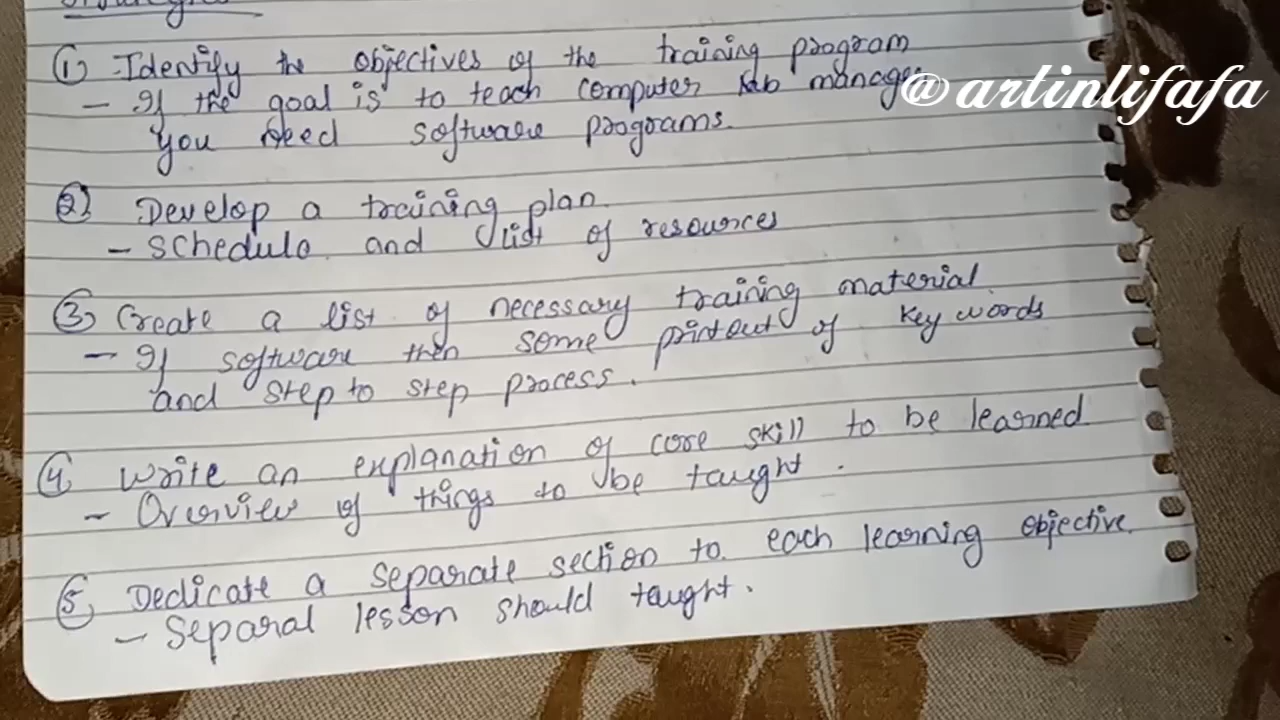 ① Identify the objectives of the training program
- If the goal is to teach computer lab manage
@artinlifafa
you need software programs.
② Develop a training plan.
- schedule and list of resources
③ Create a list of necessary training material.
- If software then some printout of key words
and step to step process.
④ Write an explanation of core skill to be learned.
- Overview of things to be taught.
⑤ Dedicate a separate section to each learning objective.
- separal lesson should taught.